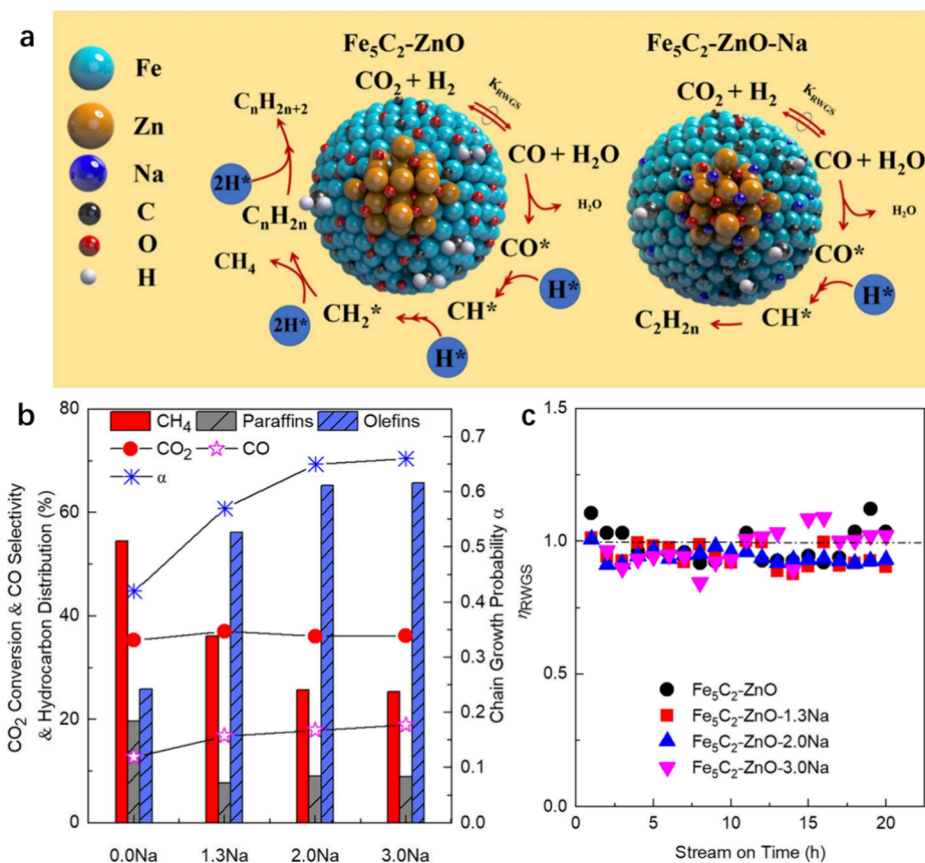 a
Fe
Zn
Na
C
O
H
Fe₅C₂-ZnO
CO₂ + H₂
K_RWGS
CO + H₂O
H₂O
CO*
H*
CH*
H*
CH₂*
2H*
CH₄
CₙH₂ₙ
2H*
CₙH₂ₙ₊₂
Fe₅C₂-ZnO-Na
CO₂ + H₂
K_RWGS
CO + H₂O
H₂O
CO*
H*
CH*
C₂H₂ₙ
b
CO₂ Conversion & CO Selectivity
& Hydrocarbon Distribution (%)
80
60
40
20
0
CH₄ Paraffins Olefins
CO₂ CO
α
0.7
0.6
0.5
0.4
0.3
0.2
0.1
0.0
Chain Growth Probability α
0.0Na 1.3Na 2.0Na 3.0Na
c
η_RWGS
1.5
1.0
0.5
0.0
Fe₅C₂-ZnO
Fe₅C₂-ZnO-1.3Na
Fe₅C₂-ZnO-2.0Na
Fe₅C₂-ZnO-3.0Na
0 5 10 15 20
Stream on Time (h)